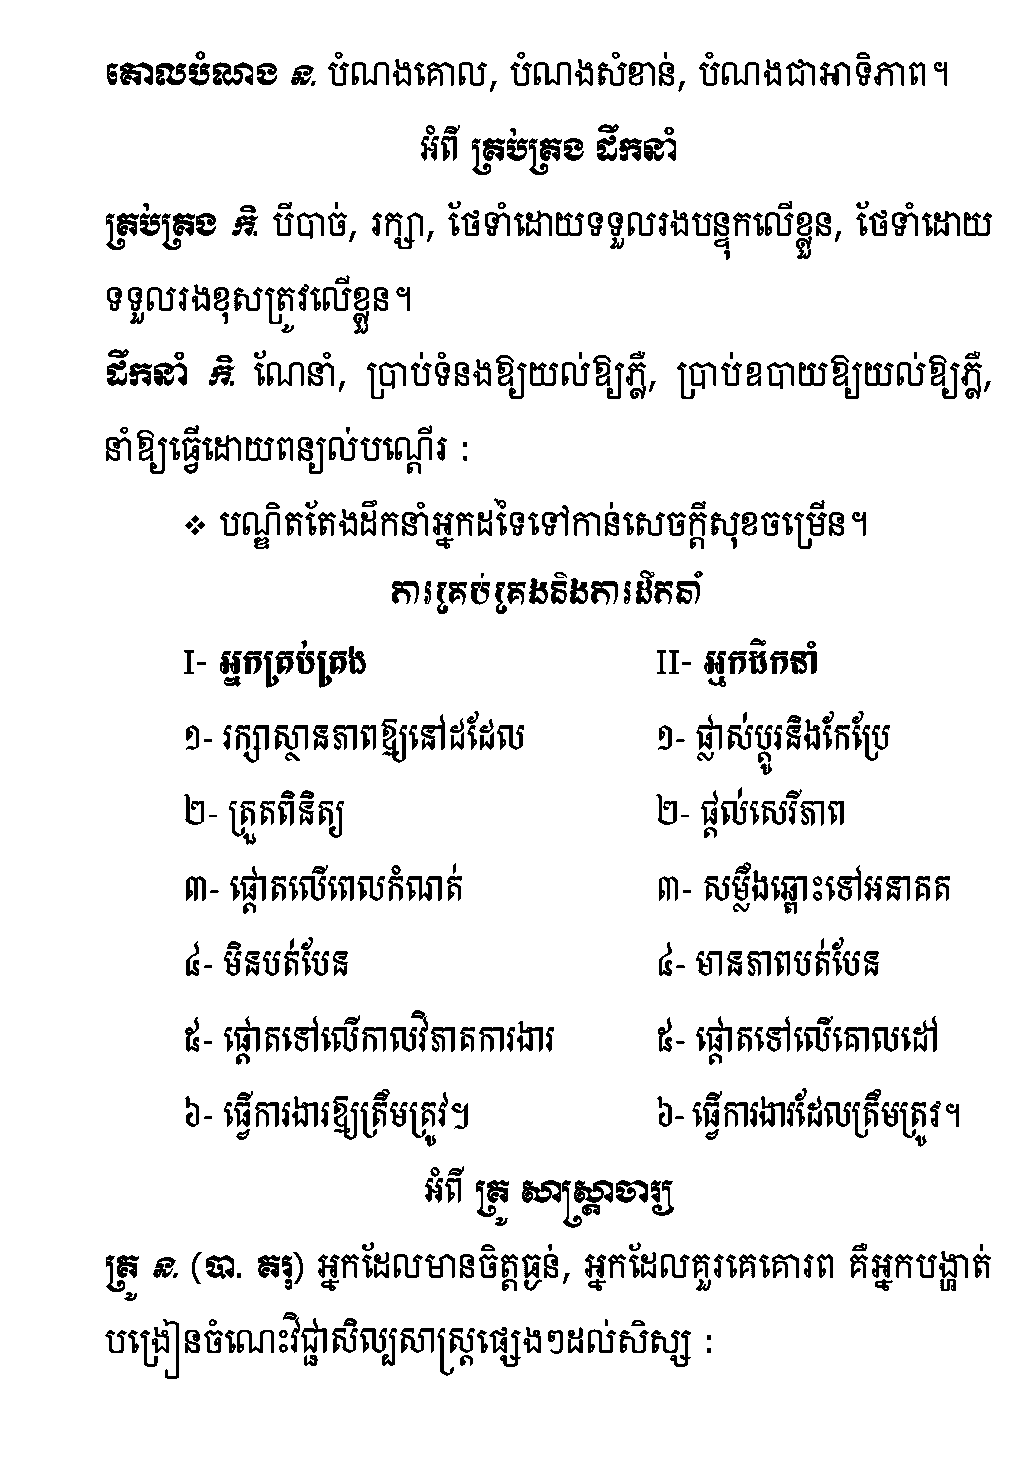 គោលបំណង ន. បំណងគោល, បំណងសំខាន់, បំណងជាអាទិភាព។
អំពី គ្រប់គ្រង ដឹកនាំ
គ្រប់គ្រង កិ. បីបាច់, រក្សា, ថែទាំដោយទទួលរងបន្ទុកលើខ្លួន, ថែទាំដោយ
ទទួលរងខុសត្រូវលើខ្លួន។
ដឹកនាំ កិ. ណែនាំ, ប្រាប់ទំនងឱ្យយល់ឱ្យភ្លឺ, ប្រាប់ឧបាយឱ្យយល់ឱ្យភ្លឺ,
នាំឱ្យធ្វើដោយពន្យល់បណ្តើរ :
❖ បណ្ឌិតតែងដឹកនាំអ្នកដទៃទៅកាន់សេចក្តីសុខចម្រើន។
ការគ្រប់គ្រងនិងការដឹកនាំ
I- អ្នកគ្រប់គ្រង II- អ្នកដឹកនាំ
១- រក្សាស្ថានភាពឱ្យនៅដដែល ១- ផ្លាស់ប្តូរនិងកែប្រែ
២- ត្រួតពិនិត្យ ២- ផ្តល់សេរីភាព
៣- ផ្តោតលើពេលកំណត់ ៣- សម្លឹងឆ្ពោះទៅអនាគត
៤- មិនបត់បែន ៤- មានភាពបត់បែន
៥- ផ្តោតទៅលើកាលវិភាគការងារ ៥- ផ្តោតទៅលើគោលដៅ
៦- ធ្វើការងារឱ្យត្រឹមត្រូវ។ ៦- ធ្វើការងារដែលត្រឹមត្រូវ។
អំពី គ្រូ សាស្ត្រាចារ្យ
គ្រូ ន. (បា. គរុ) អ្នកដែលមានចិត្តធ្ងន់, អ្នកដែលគួរគេគោរព គឺអ្នកបង្ហាត់
បង្រៀនចំណេះវិជ្ជាសិល្បសាស្ត្រផ្សេងៗដល់សិស្ស :